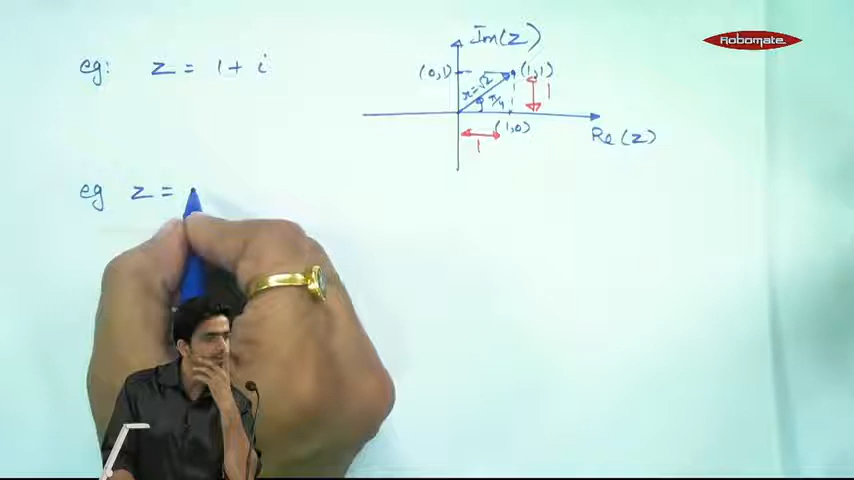 Im(z)
Robomate
eg: z = 1 + i
(0,1)
(1,1)
r=√2
π/4
1
(1,0)
Re(z)
1
eg z =